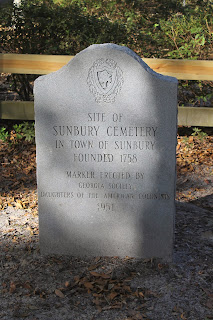 SITE OF
SUNBURY CEMETERY
IN TOWN OF SUNBURY
FOUNDED 1758
MARKER ERECTED BY
GEORGIA SOCIETY
DAUGHTERS OF THE AMERICAN COLONISTS